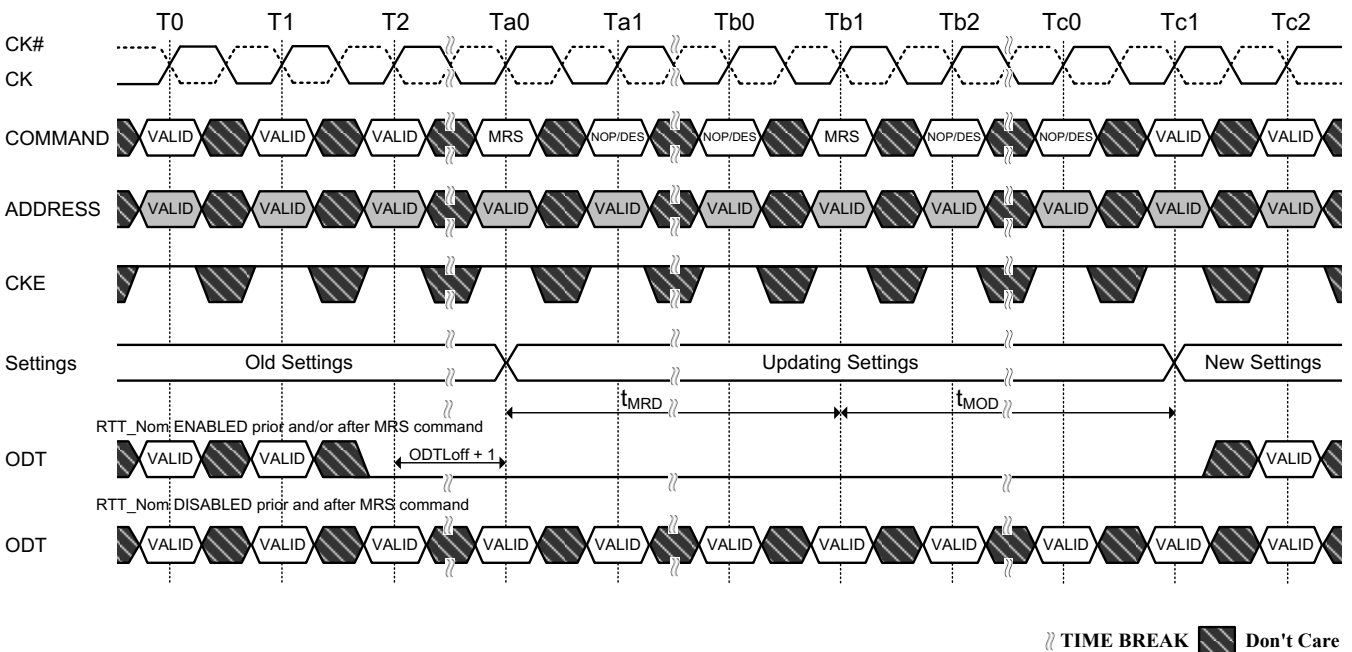 T0 T1 T2 Ta0 Ta1 Tb0 Tb1 Tb2 Tc0 Tc1 Tc2
CK#
CK
COMMAND VALID VALID VALID MRS NOP/DES NOP/DES MRS NOP/DES NOP/DES VALID VALID
ADDRESS VALID VALID VALID VALID VALID VALID VALID VALID VALID VALID VALID
CKE
Settings Old Settings Updating Settings New Settings
tMRD tMOD
RTT_Nom ENABLED prior and/or after MRS command
ODT VALID VALID ODTLoff + 1 VALID
RTT_Nom DISABLED prior and after MRS command
ODT VALID VALID VALID VALID VALID VALID VALID VALID VALID VALID VALID
TIME BREAK Don't Care